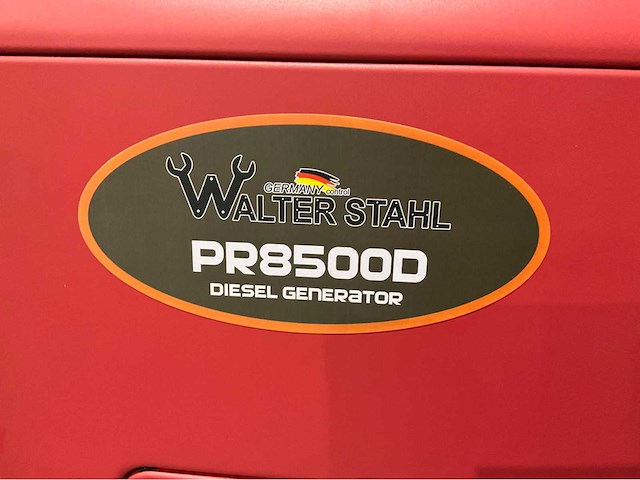 GERMANY control
WALTER STAHL
PR8500D
DIESEL GENERATOR